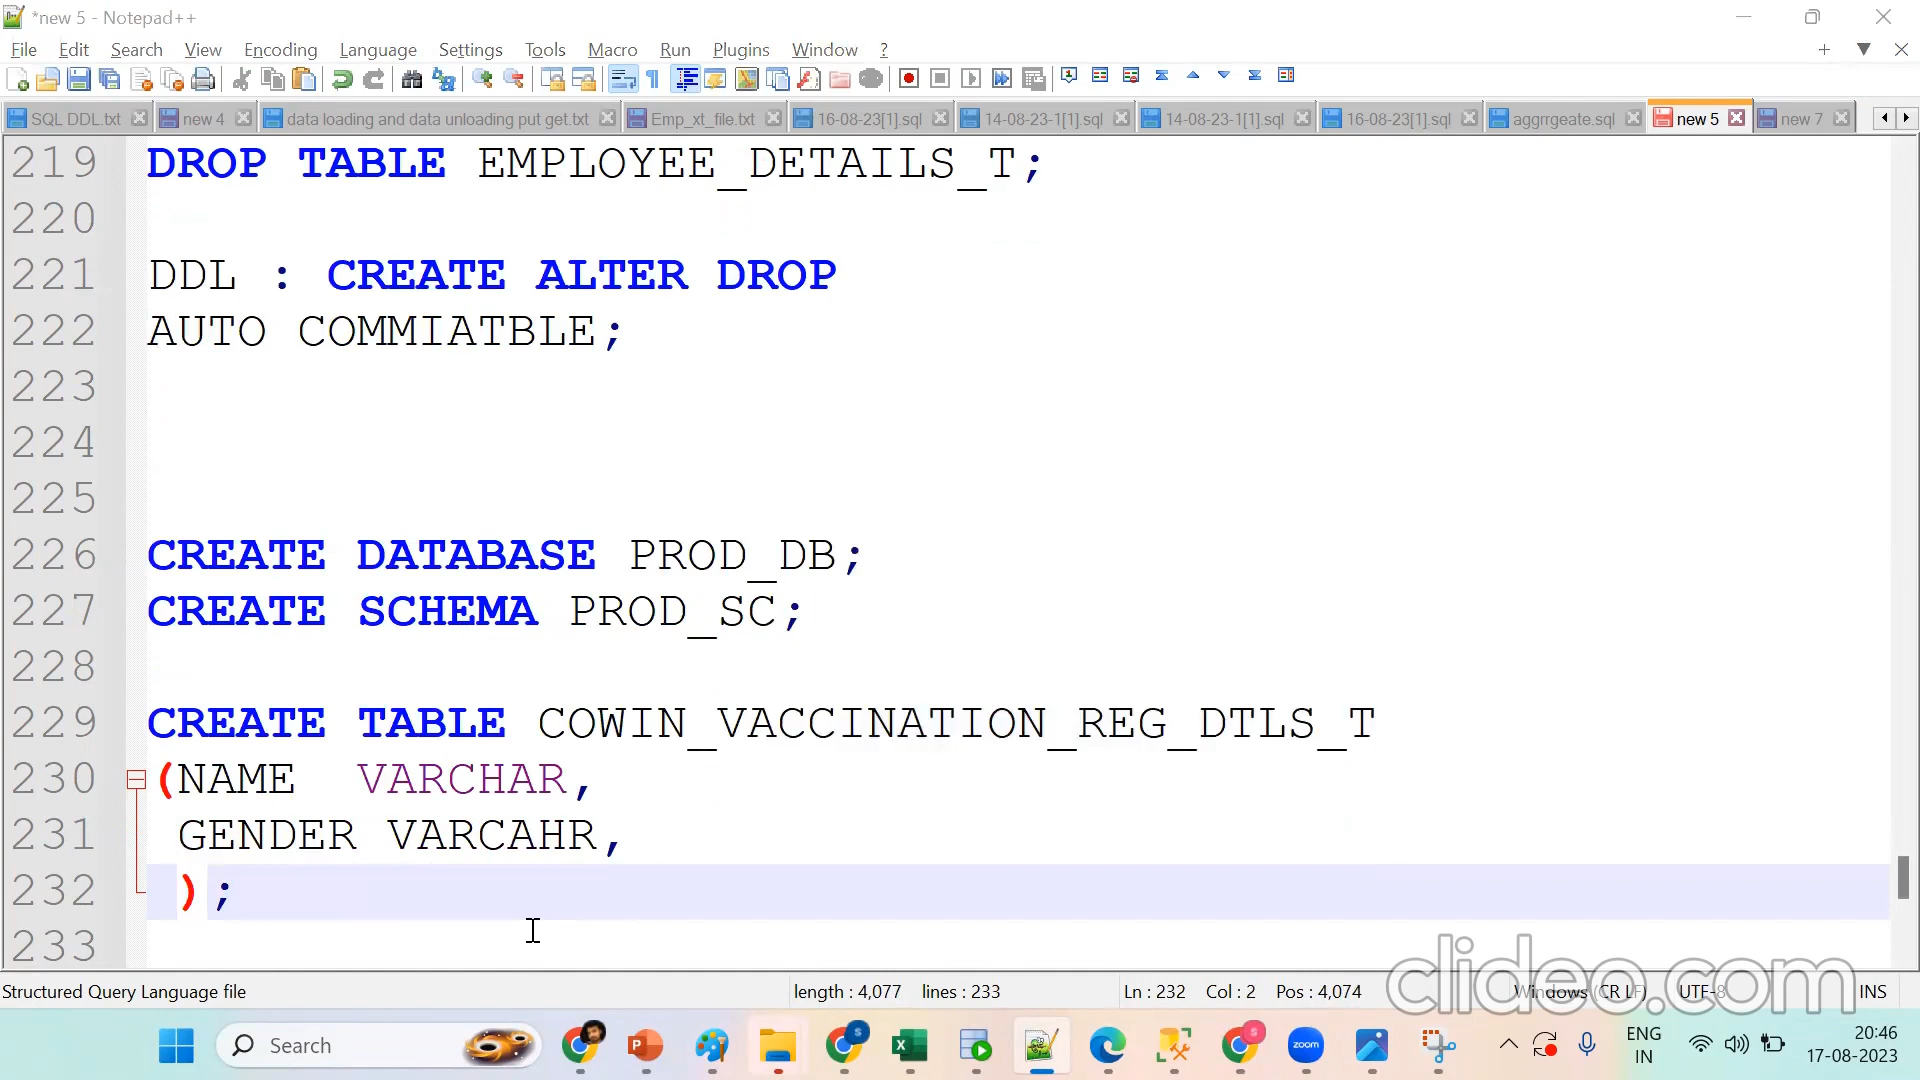 *new 5 - Notepad++
File Edit Search View Encoding Language Settings Tools Macro Run Plugins Window ?
SQL DDL.txt new 4 data loading and data unloading put get.txt Emp_xt_file.txt 16-08-23[1].sql 14-08-23-1[1].sql 14-08-23-1[1].sql 16-08-23[1].sql aggrrgeate.sql new 5 new 7
219 DROP TABLE EMPLOYEE_DETAILS_T;
220
221 DDL : CREATE ALTER DROP
222 AUTO COMMIATBLE;
223
224
225
226 CREATE DATABASE PROD_DB;
227 CREATE SCHEMA PROD_SC;
228
229 CREATE TABLE COWIN_VACCINATION_REG_DTLS_T
230 (NAME VARCHAR,
231 GENDER VARCAHR,
232 );
233
clideo.com
Structured Query Language file length : 4,077 lines : 233 Ln : 232 Col : 2 Pos : 4,074 Windows (CR LF) UTF-8 INS
Search ENG 20:46
IN 17-08-2023